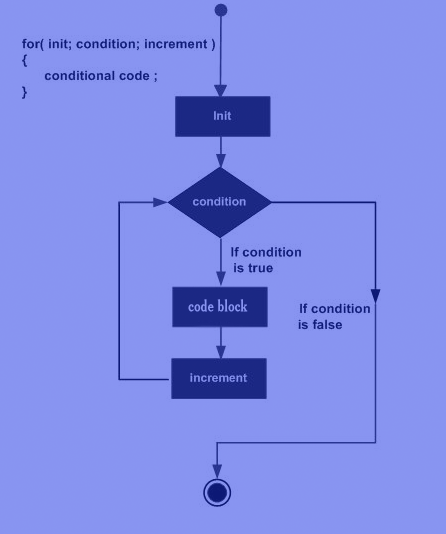 for( init; condition; increment )
{
conditional code ;
}
Init
condition
If condition
is true
code block
If condition
is false
increment